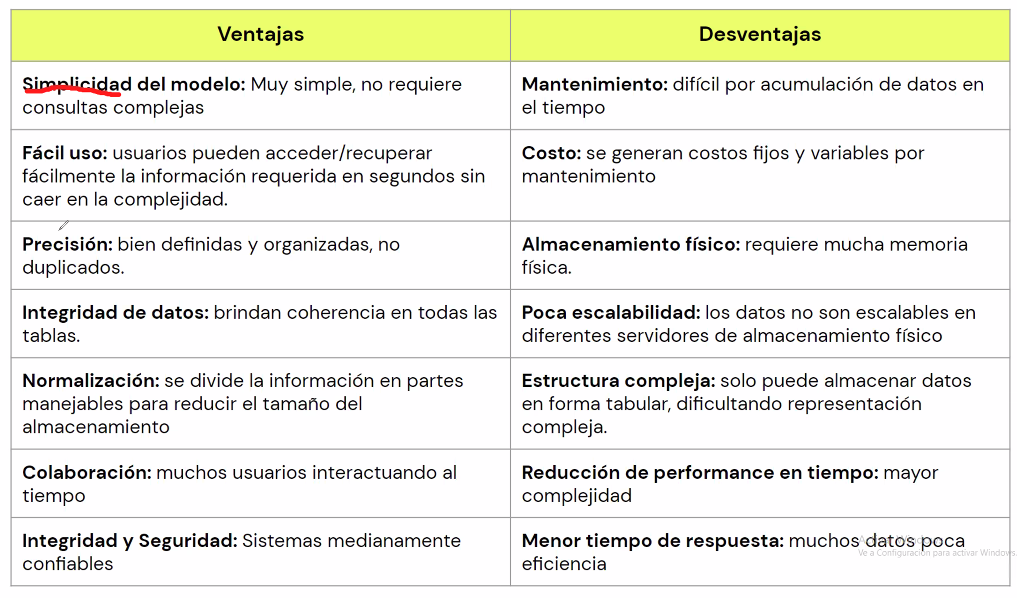 Ventajas
Desventajas
Simplicidad del modelo: Muy simple, no requiere
consultas complejas
Mantenimiento: difícil por acumulación de datos en
el tiempo
Fácil uso: usuarios pueden acceder/recuperar
fácilmente la información requerida en segundos sin
caer en la complejidad.
Costo: se generan costos fijos y variables por
mantenimiento
Precisión: bien definidas y organizadas, no
duplicados.
Almacenamiento físico: requiere mucha memoria
física.
Integridad de datos: brindan coherencia en todas las
tablas.
Poca escalabilidad: los datos no son escalables en
diferentes servidores de almacenamiento físico
Normalización: se divide la información en partes
manejables para reducir el tamaño del
almacenamiento
Estructura compleja: solo puede almacenar datos
en forma tabular, dificultando representación
compleja.
Colaboración: muchos usuarios interactuando al
tiempo
Reducción de performance en tiempo: mayor
complejidad
Integridad y Seguridad: Sistemas medianamente
confiables
Menor tiempo de respuesta: muchos datos poca
eficiencia
Activar Windows
Ve a Configuración para activar Windows.